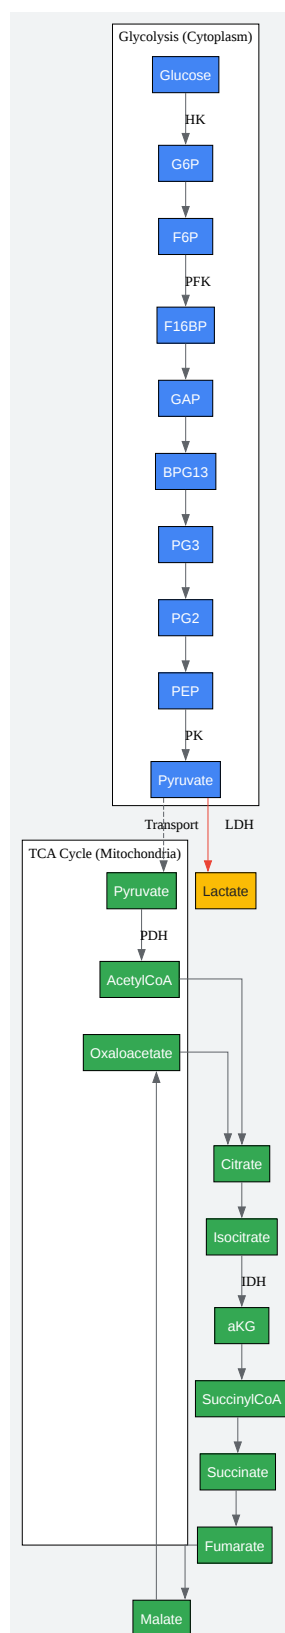 Glycolysis (Cytoplasm)
Glucose
HK
G6P
F6P
PFK
F16BP
GAP
BPG13
PG3
PG2
PEP
PK
Pyruvate
Transport
LDH
TCA Cycle (Mitochondria)
Pyruvate
Lactate
PDH
AcetylCoA
Oxaloacetate
Citrate
Isocitrate
IDH
aKG
SuccinylCoA
Succinate
Fumarate
Malate